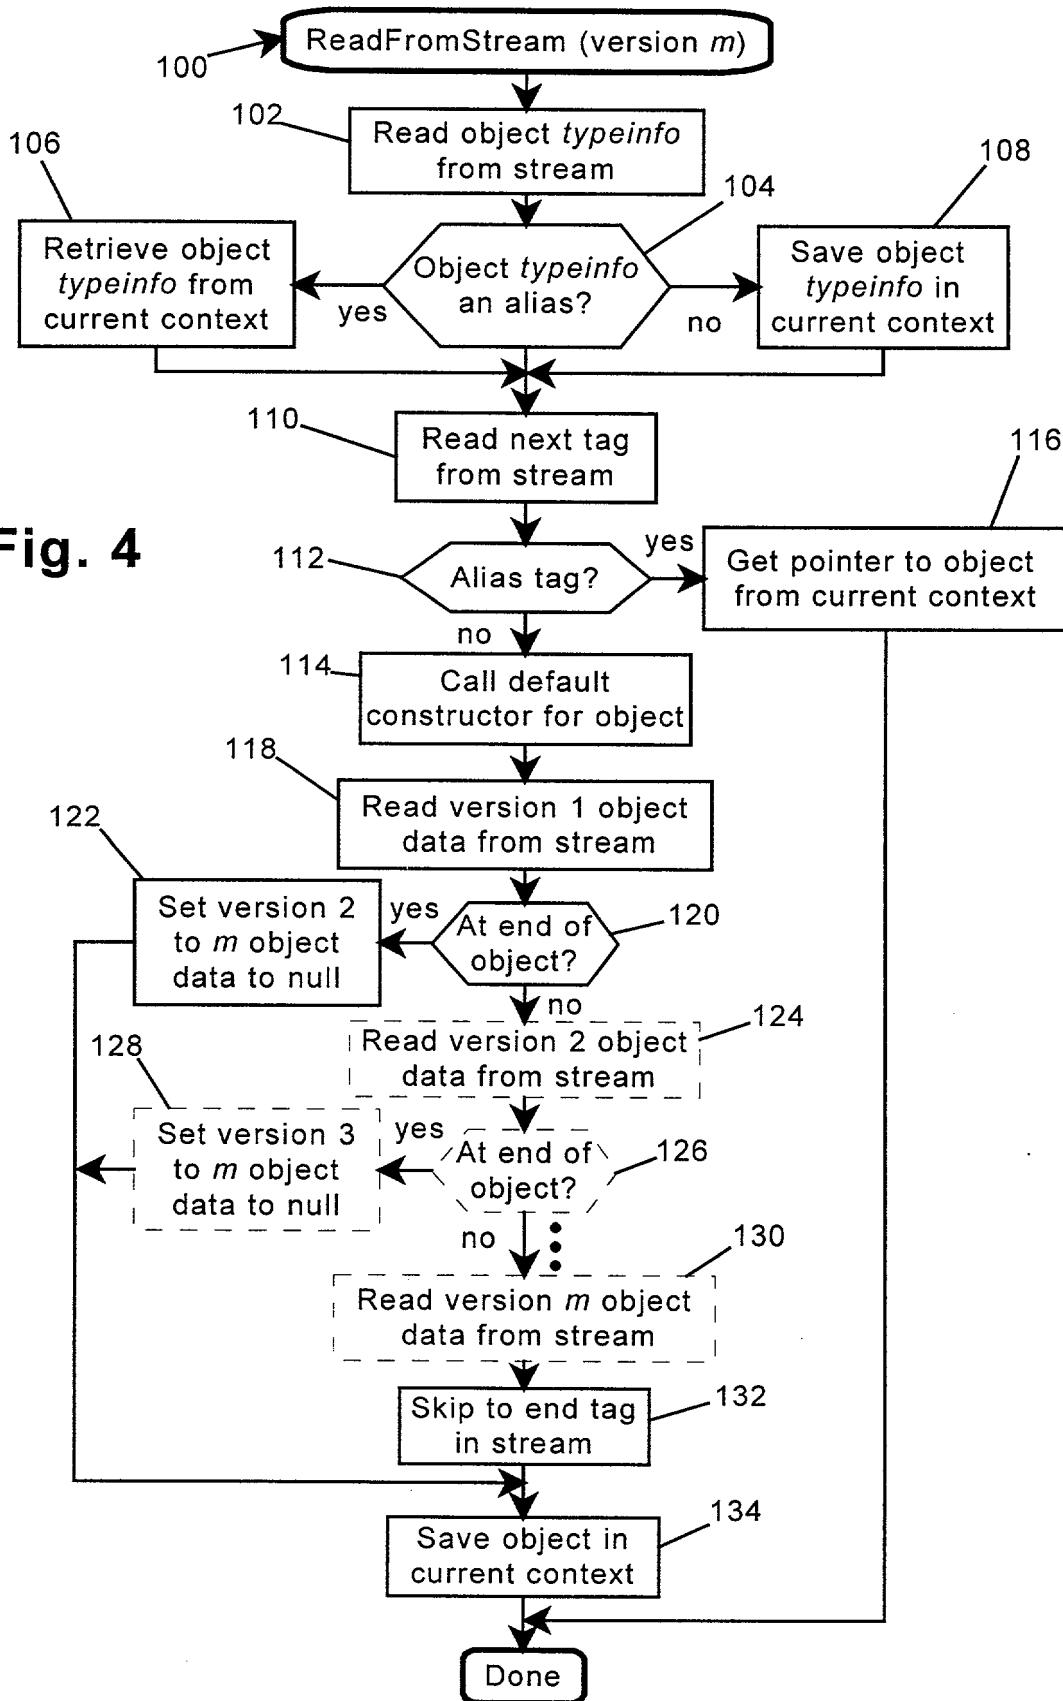 ReadFromStream (version m)
100
102
Read object typeinfo
from stream
106
108
104
Retrieve object
typeinfo from
current context
Object typeinfo
an alias?
Save object
typeinfo in
current context
yes
no
110
Read next tag
from stream
116
Fig. 4
112
Alias tag?
yes
Get pointer to object
from current context
no
114
Call default
constructor for object
118
Read version 1 object
data from stream
122
Set version 2
to m object
data to null
yes
At end of
object?
120
no
124
Read version 2 object
data from stream
128
Set version 3
to m object
data to null
yes
At end of
object?
126
no
130
Read version m object
data from stream
132
Skip to end tag
in stream
134
Save object in
current context
Done